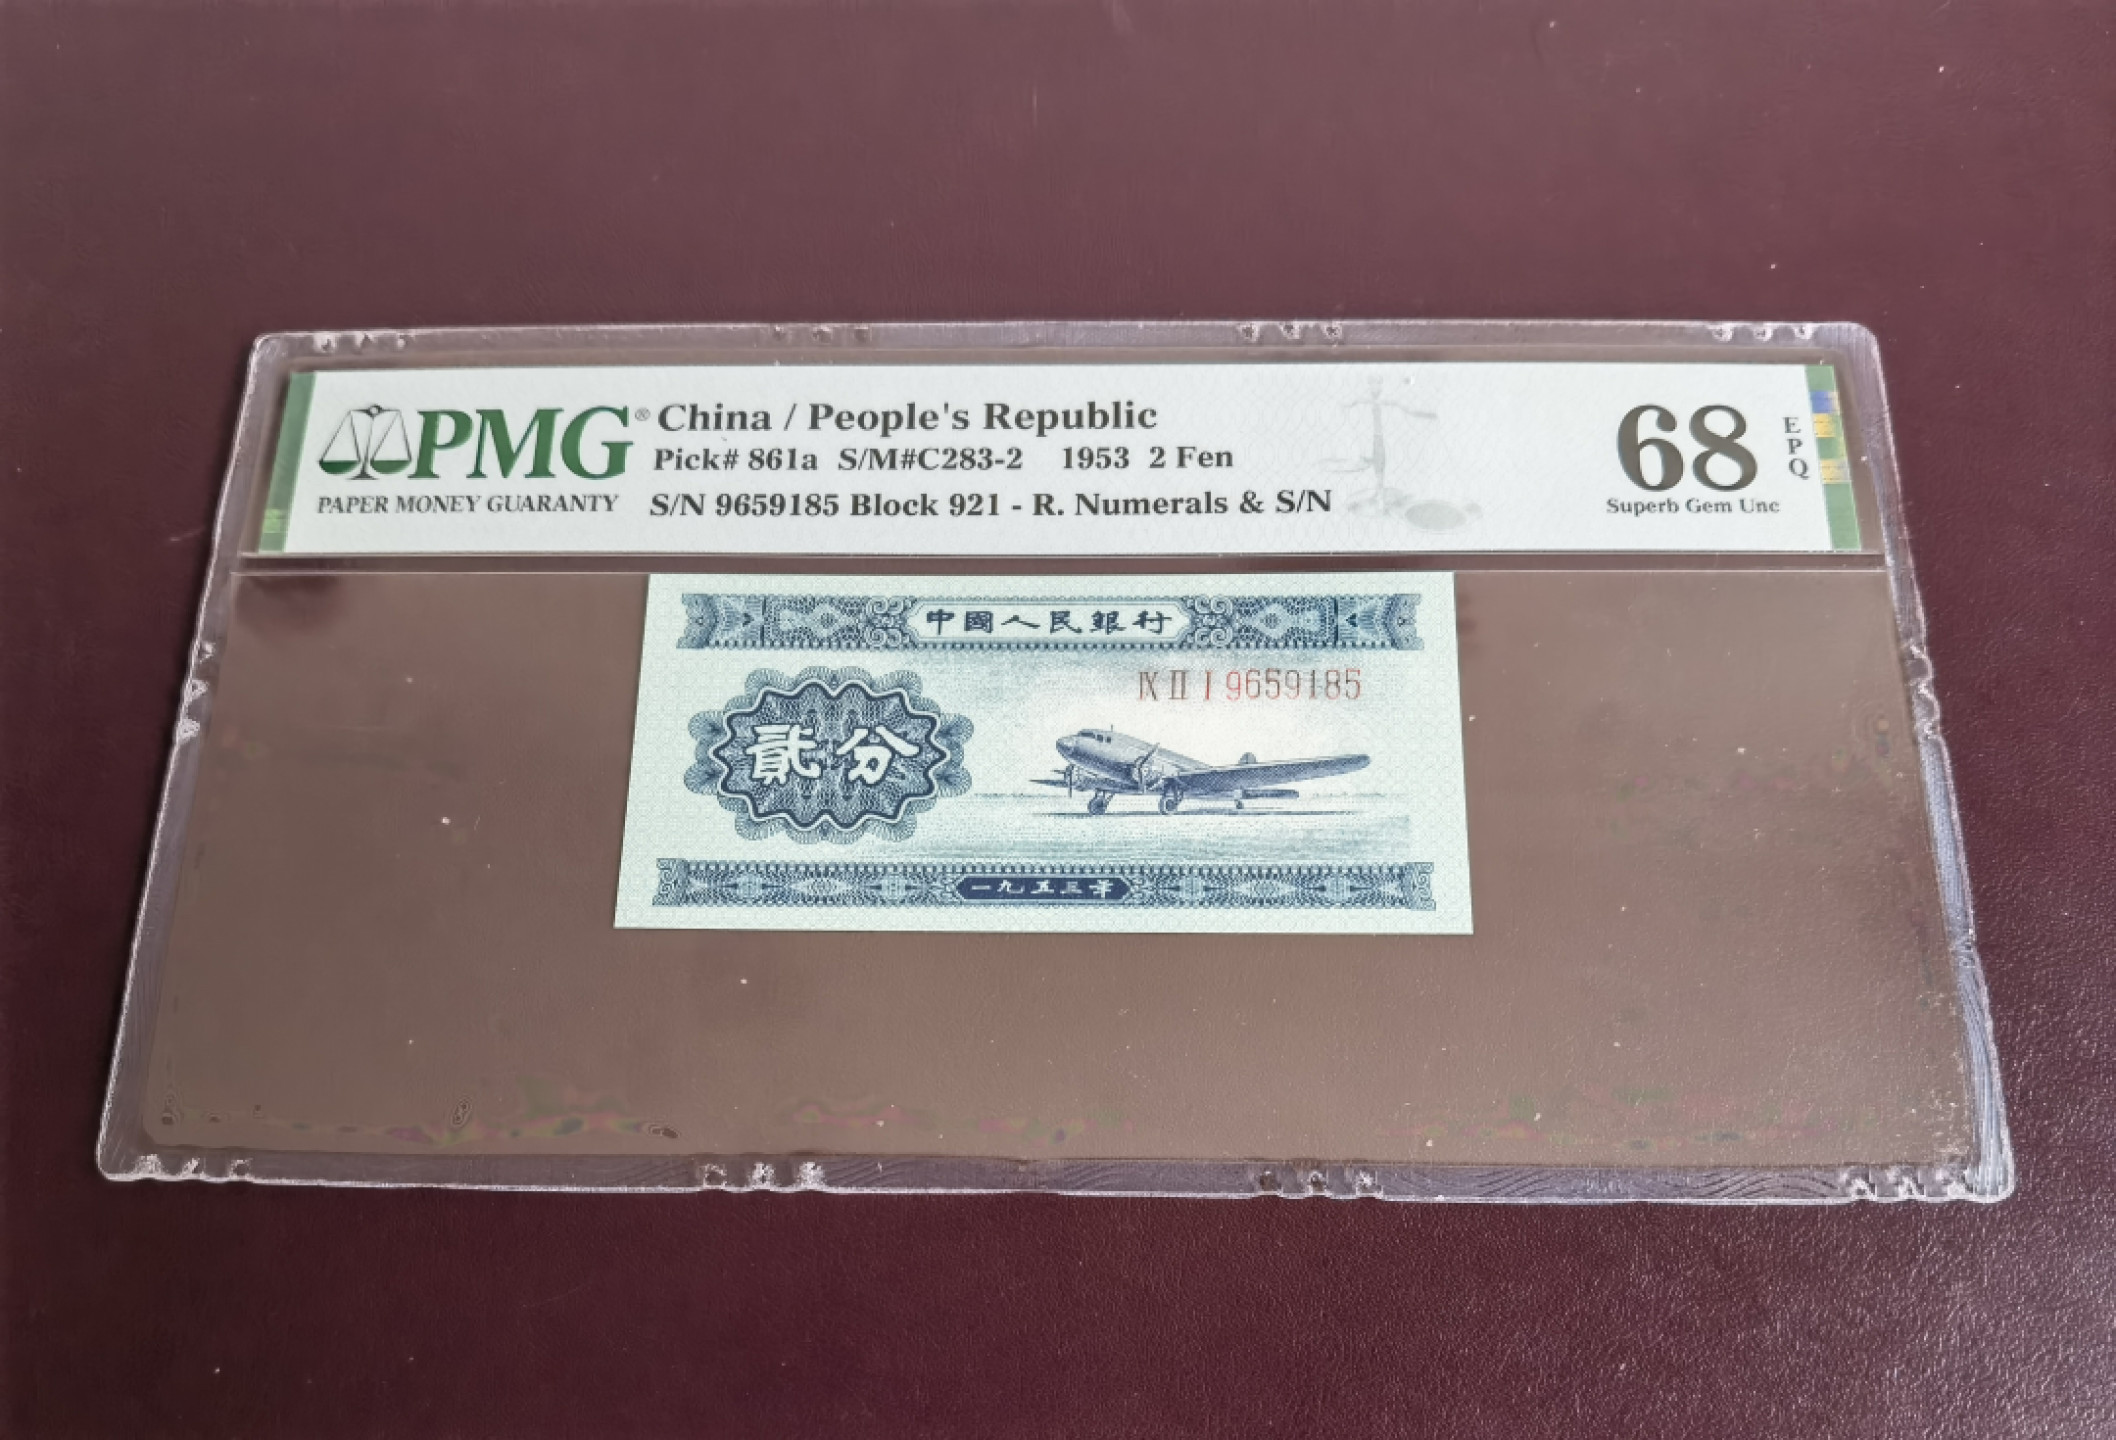 PMG®
PAPER MONEY GUARANTY
China / People's Republic
Pick# 861a S/M#C283-2 1953 2 Fen
S/N 9659185 Block 921 - R. Numerals & S/N
68
EPQ
Superb Gem Unc
中國人民銀行
IX II I 9659185
貳分
一九五三年